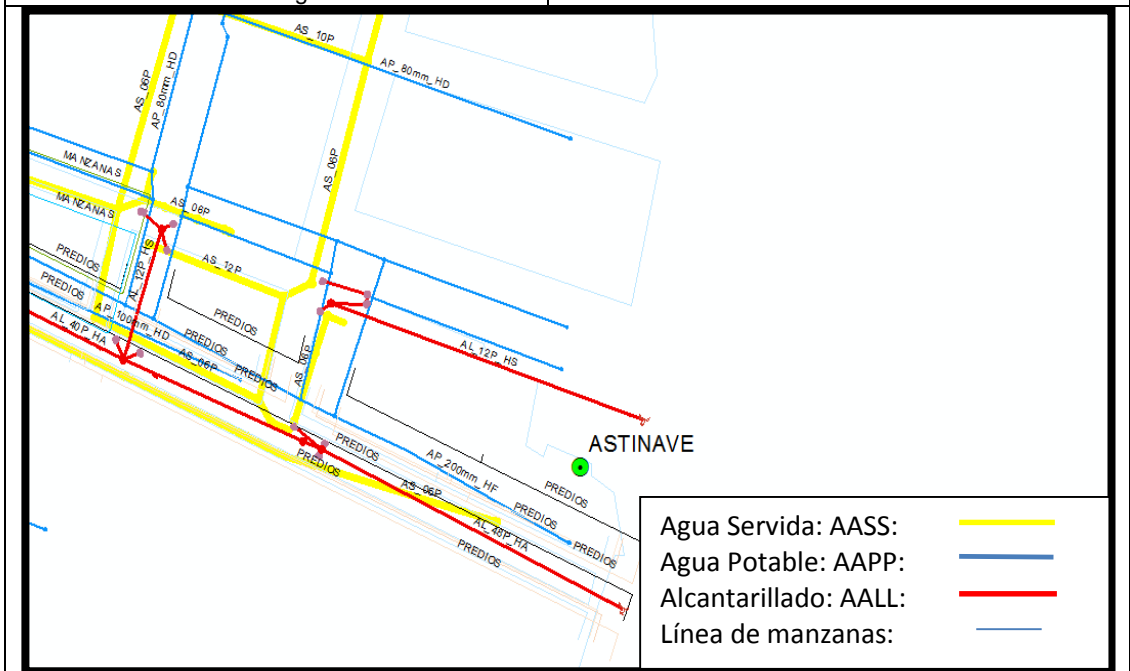 AS_10P
AP_80mm_HD
AS_06P
AP_80mm_HD
AS_06P
MANZANAS
MANZANAS
AS_06P
PREDIOS
AL_12P_HS
AS_12P
PREDIOS
PREDIOS
AP_100mm_HD
PREDIOS
PREDIOS
AL_40P_HA
AS_06P
PREDIOS
AS_06P
AL_12P_HS
ASTINAVE
PREDIOS
PREDIOS
AP_200mm_HF
PREDIOS
AS_06P
PREDIOS
AL_48P_HA
PREDIOS
PREDIOS
Agua Servida: AASS:
Agua Potable: AAPP:
Alcantarillado: AALL:
Línea de manzanas: